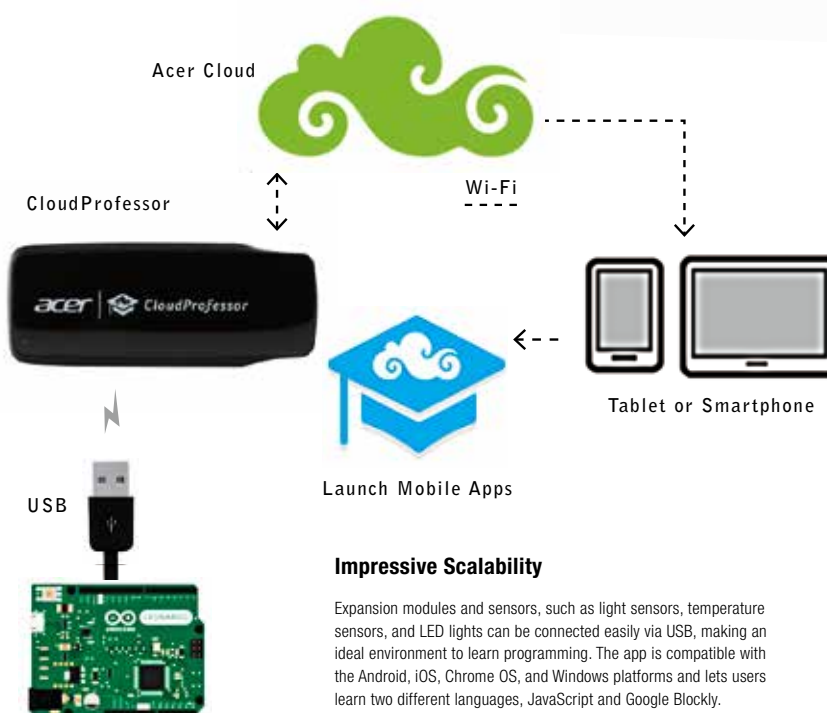 Acer Cloud
Wi-Fi
CloudProfessor
acer CloudProfessor
Tablet or Smartphone
Launch Mobile Apps
USB
Impressive Scalability
Expansion modules and sensors, such as light sensors, temperature
sensors, and LED lights can be connected easily via USB, making an
ideal environment to learn programming. The app is compatible with
the Android, iOS, Chrome OS, and Windows platforms and lets users
learn two different languages, JavaScript and Google Blockly.